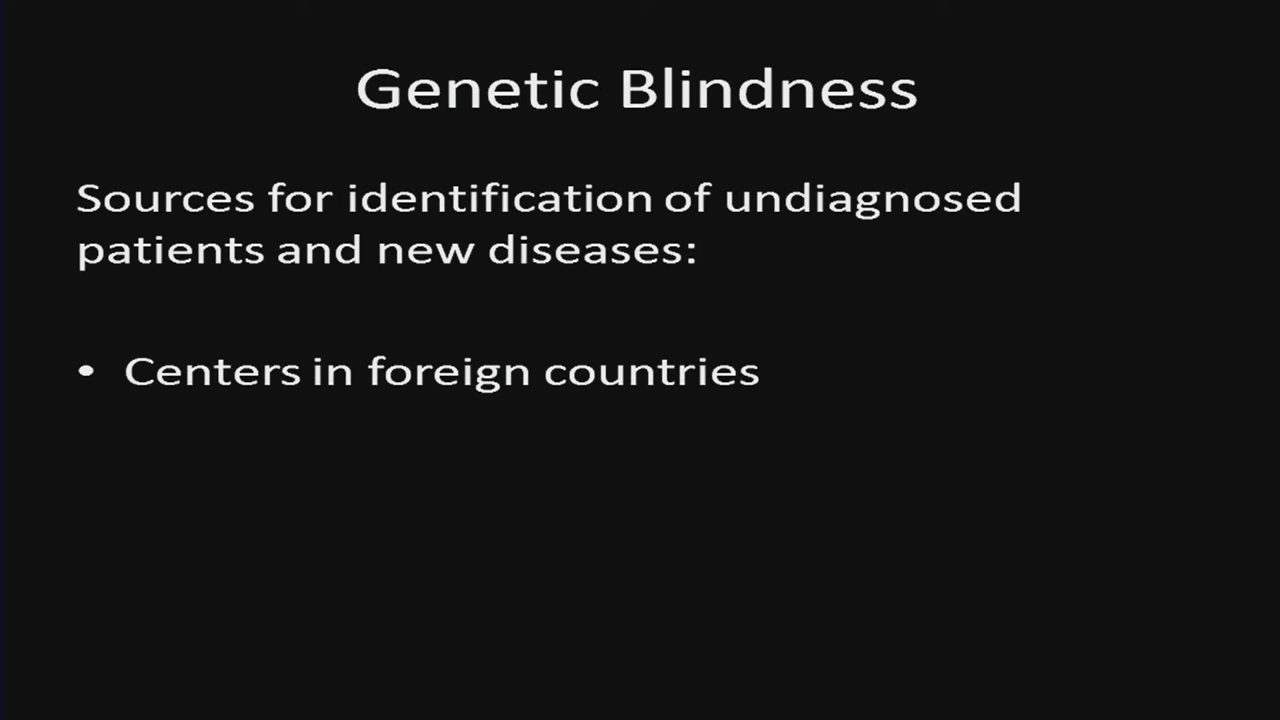 Genetic Blindness
Sources for identification of undiagnosed
patients and new diseases:
• Centers in foreign countries